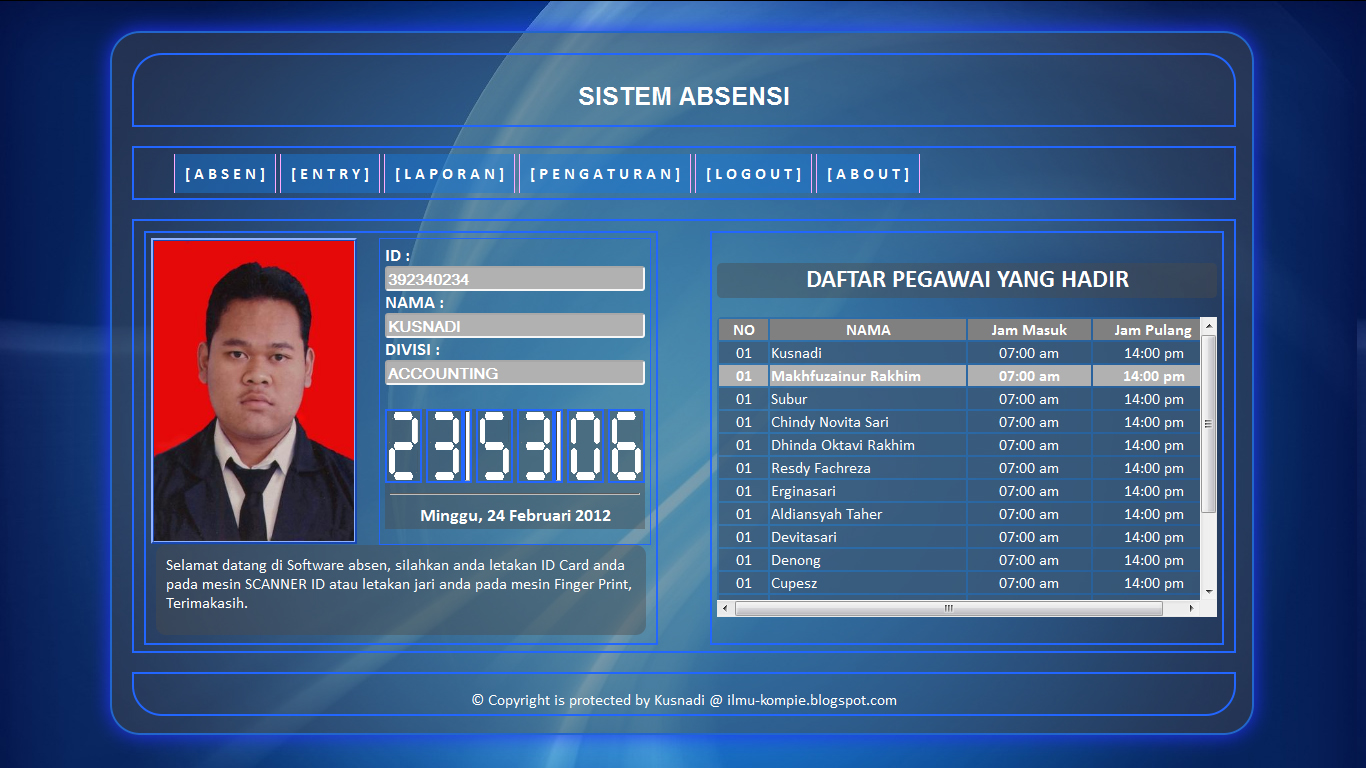 SISTEM ABSENSI
[ A B S E N ] [ E N T R Y ] [ L A P O R A N ] [ P E N G A T U R A N ] [ L O G O U T ] [ A B O U T ]
ID :
392340234
NAMA :
KUSNADI
DIVISI :
ACCOUNTING
23 53 06
Minggu, 24 Februari 2012
Selamat datang di Software absen, silahkan anda letakan ID Card anda
pada mesin SCANNER ID atau letakan jari anda pada mesin Finger Print,
Terimakasih.
DAFTAR PEGAWAI YANG HADIR
NO NAMA Jam Masuk Jam Pulang
01 Kusnadi 07:00 am 14:00 pm
01 Makhfuzainur Rakhim 07:00 am 14:00 pm
01 Subur 07:00 am 14:00 pm
01 Chindy Novita Sari 07:00 am 14:00 pm
01 Dhinda Oktavi Rakhim 07:00 am 14:00 pm
01 Resdy Fachreza 07:00 am 14:00 pm
01 Erginasari 07:00 am 14:00 pm
01 Aldiansyah Taher 07:00 am 14:00 pm
01 Devitasari 07:00 am 14:00 pm
01 Denong 07:00 am 14:00 pm
01 Cupesz 07:00 am 14:00 pm
© Copyright is protected by Kusnadi @ ilmu-kompie.blogspot.com